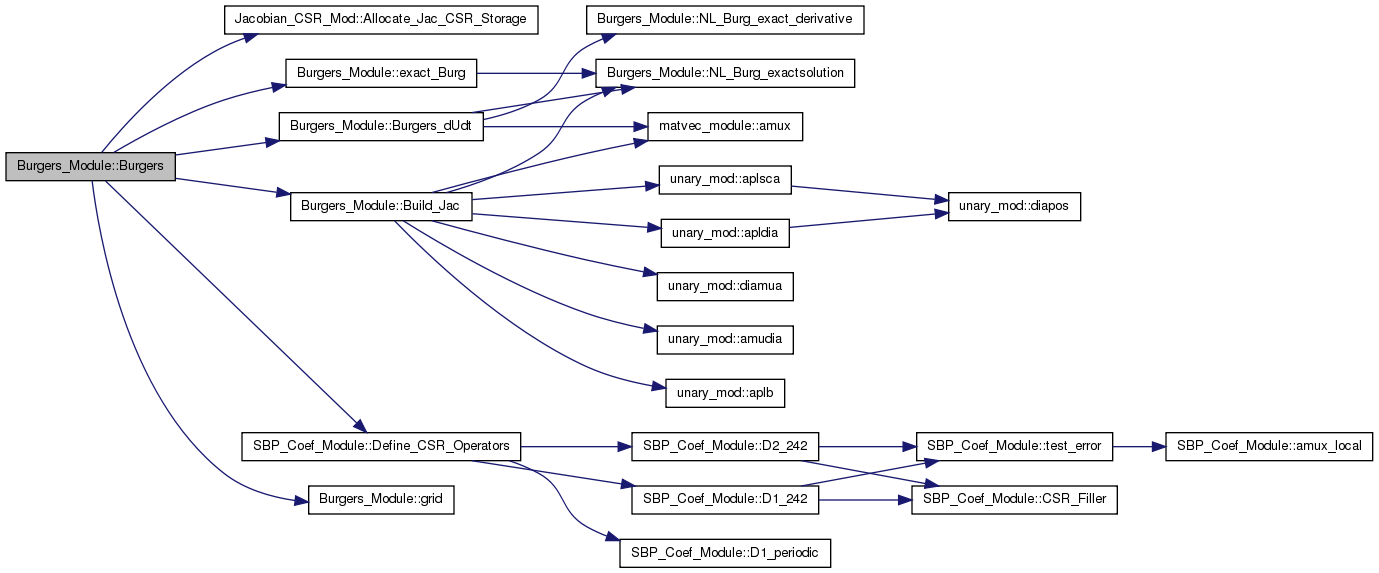 Burgers_Module::Burgers
Jacobian_CSR_Mod::Allocate_Jac_CSR_Storage
Burgers_Module::exact_Burg
Burgers_Module::Burgers_dUdt
Burgers_Module::Build_Jac
SBP_Coef_Module::Define_CSR_Operators
Burgers_Module::grid
Burgers_Module::NL_Burg_exact_derivative
Burgers_Module::NL_Burg_exactsolution
matvec_module::amux
unary_mod::aplsca
unary_mod::apldia
unary_mod::diamua
unary_mod::amudia
unary_mod::aplb
SBP_Coef_Module::D2_242
SBP_Coef_Module::D1_242
SBP_Coef_Module::D1_periodic
unary_mod::diapos
SBP_Coef_Module::test_error
SBP_Coef_Module::CSR_Filler
SBP_Coef_Module::amux_local